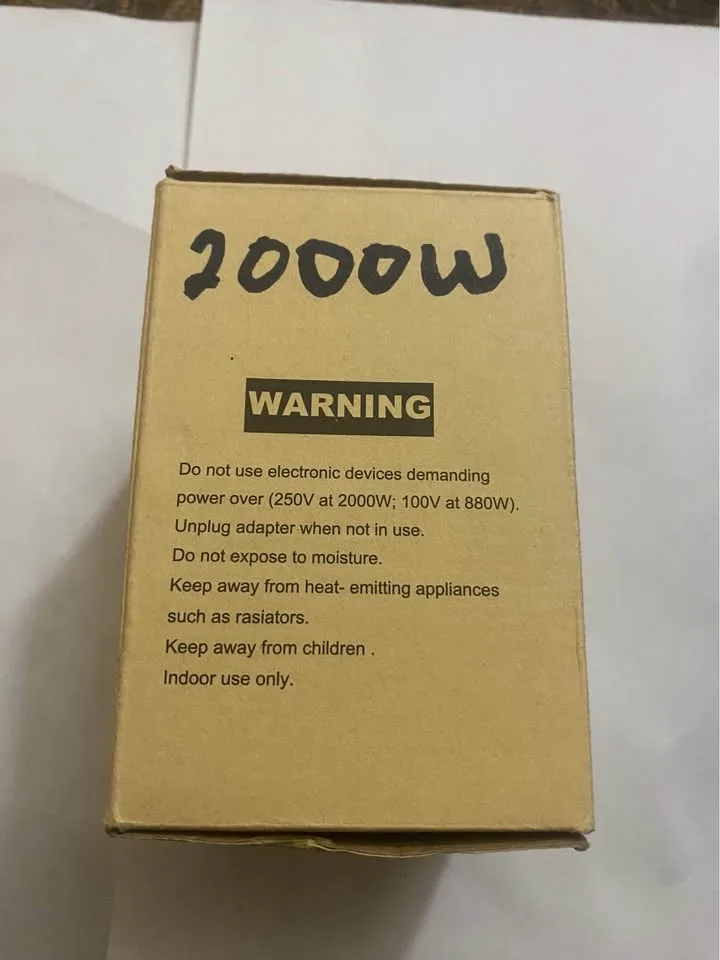 2000W
WARNING
Do not use electronic devices demanding
power over (250V at 2000W; 100V at 880W).
Unplug adapter when not in use.
Do not expose to moisture.
Keep away from heat- emitting appliances
such as rasiators.
Keep away from children .
Indoor use only.